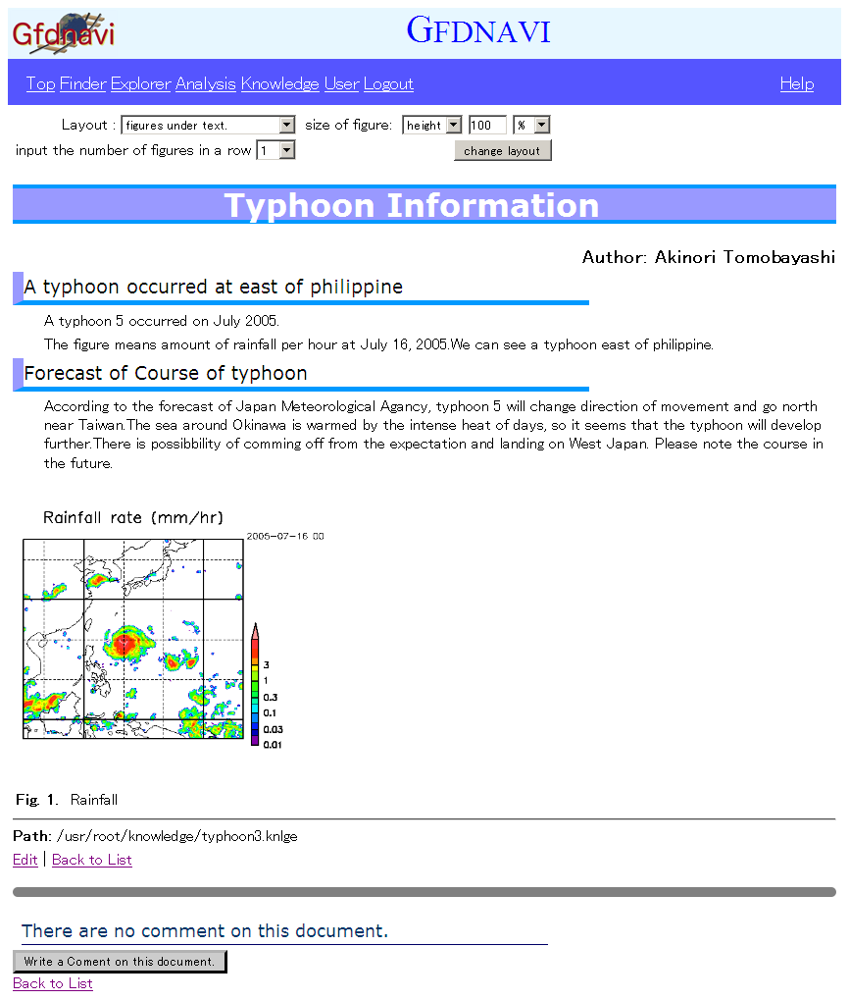 Gfdnavi
GFDNAVI
Top Finder Explorer Analysis Knowledge User Logout Help
Layout : figures under text. size of figure: height 100 %
input the number of figures in a row 1 change layout
Typhoon Information
Author: Akinori Tomobayashi
A typhoon occurred at east of philippine
A typhoon 5 occurred on July 2005.
The figure means amount of rainfall per hour at July 16, 2005.We can see a typhoon east of philippine.
Forecast of Course of typhoon
According to the forecast of Japan Meteorological Agancy, typhoon 5 will change direction of movement and go north
near Taiwan.The sea around Okinawa is warmed by the intense heat of days, so it seems that the typhoon will develop
further.There is possibbility of comming off from the expectation and landing on West Japan. Please note the course in
the future.
Rainfall rate (mm/hr)
2005-07-16 00
3
1
0.3
0.1
0.03
0.01
Fig. 1. Rainfall
Path: /usr/root/knowledge/typhoon3.knlge
Edit | Back to List
There are no comment on this document.
Write a Coment on this document.
Back to List